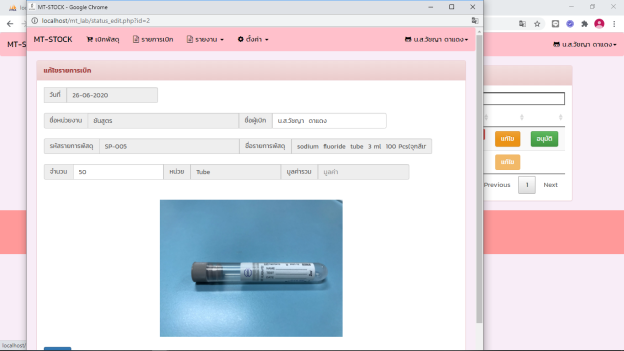 MT-STOCK - Google Chrome
localhost/mt_lab/status_edit.php?id=2
MT-STOCK เบิกพัสดุ รายการเบิก รายงาน ตั้งค่า น.ส.วัชญา ตาแดง
น.ส.วัชญา ตาแดง
MT-S
แก้ไขรายการเบิก
วันที่ 26-06-2020
ชื่อหน่วยงาน ชันสูตร ชื่อผู้เบิก น.ส.วัชญา ตาแดง
รหัสรายการพัสดุ SP-005 ชื่อรายการพัสดุ sodium fluoride tube 3 ml 100 Pcs(จุกสีเท
จำนวน 50 หน่วย Tube มูลค่ารวม มูลค่า
แก้ไข อนุมัติ
แก้ไข
Previous 1 Next
localhost/